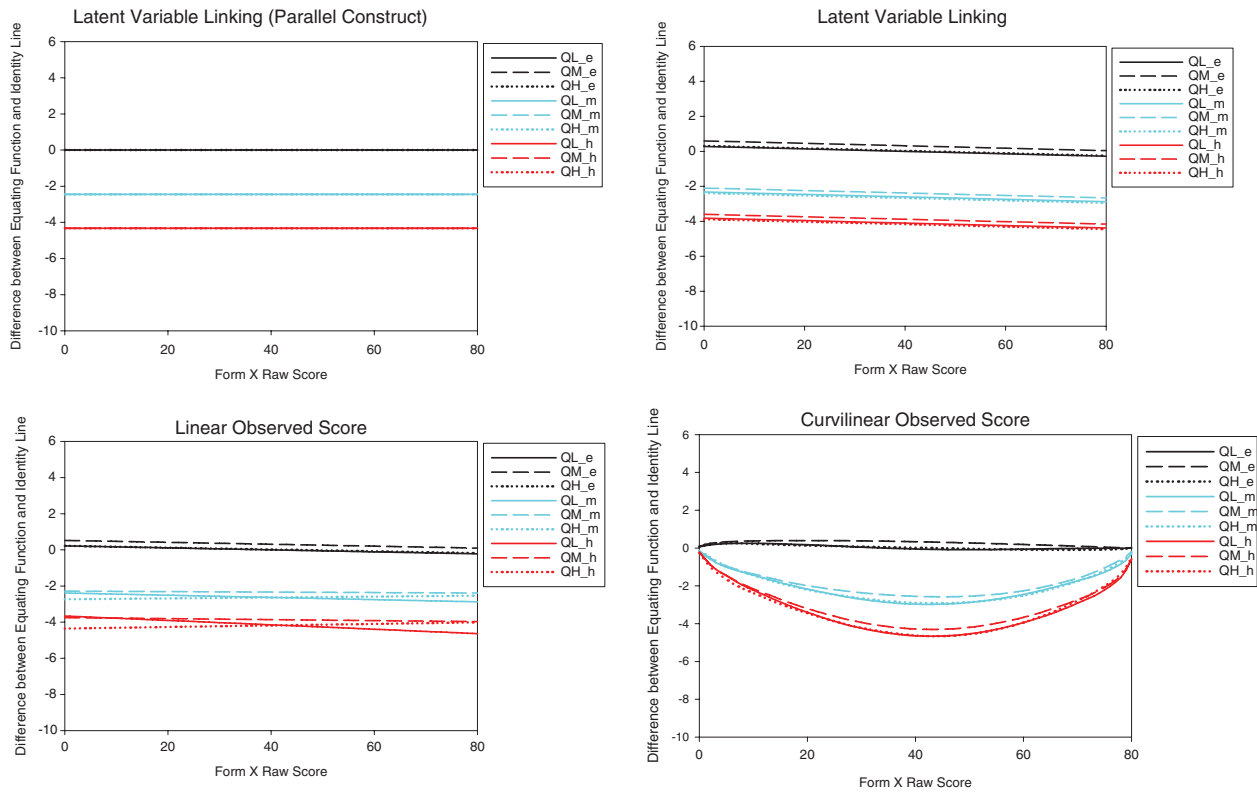 Latent Variable Linking (Parallel Construct)
Difference between Equating Function and Identity Line
6
4
2
0
-2
-4
-6
-8
-10
0 20 40 60 80
Form X Raw Score
QL_e
QM_e
QH_e
QL_m
QM_m
QH_m
QL_h
QM_h
QH_h
Latent Variable Linking
Difference between Equating Function and Identity Line
6
4
2
0
-2
-4
-6
-8
-10
0 20 40 60 80
Form X Raw Score
QL_e
QM_e
QH_e
QL_m
QM_m
QH_m
QL_h
QM_h
QH_h
Linear Observed Score
Difference between Equating Function and Identity Line
6
4
2
0
-2
-4
-6
-8
-10
0 20 40 60 80
Form X Raw Score
QL_e
QM_e
QH_e
QL_m
QM_m
QH_m
QL_h
QM_h
QH_h
Curvilinear Observed Score
Difference between Equating Function and Identity Line
6
4
2
0
-2
-4
-6
-8
-10
0 20 40 60 80
Form X Raw Score
QL_e
QM_e
QH_e
QL_m
QM_m
QH_m
QL_h
QM_h
QH_h